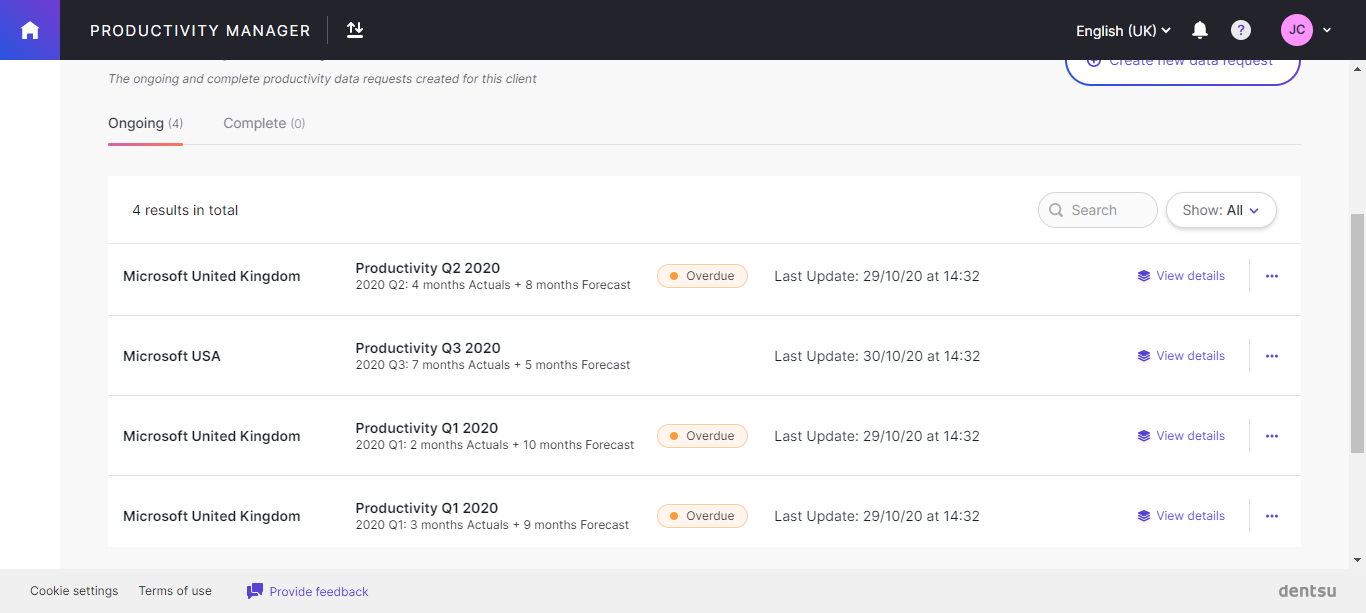 PRODUCTIVITY MANAGER
English (UK)
?
JC
The ongoing and complete productivity data requests created for this client
Create new data request
Ongoing (4)
Complete (0)
4 results in total
Search
Show: All
Microsoft United Kingdom
Productivity Q2 2020
2020 Q2: 4 months Actuals + 8 months Forecast
Overdue
Last Update: 29/10/20 at 14:32
View details
Microsoft USA
Productivity Q3 2020
2020 Q3: 7 months Actuals + 5 months Forecast
Last Update: 30/10/20 at 14:32
View details
Microsoft United Kingdom
Productivity Q1 2020
2020 Q1: 2 months Actuals + 10 months Forecast
Overdue
Last Update: 29/10/20 at 14:32
View details
Microsoft United Kingdom
Productivity Q1 2020
2020 Q1: 3 months Actuals + 9 months Forecast
Overdue
Last Update: 29/10/20 at 14:32
View details
Cookie settings
Terms of use
Provide feedback
dentsu